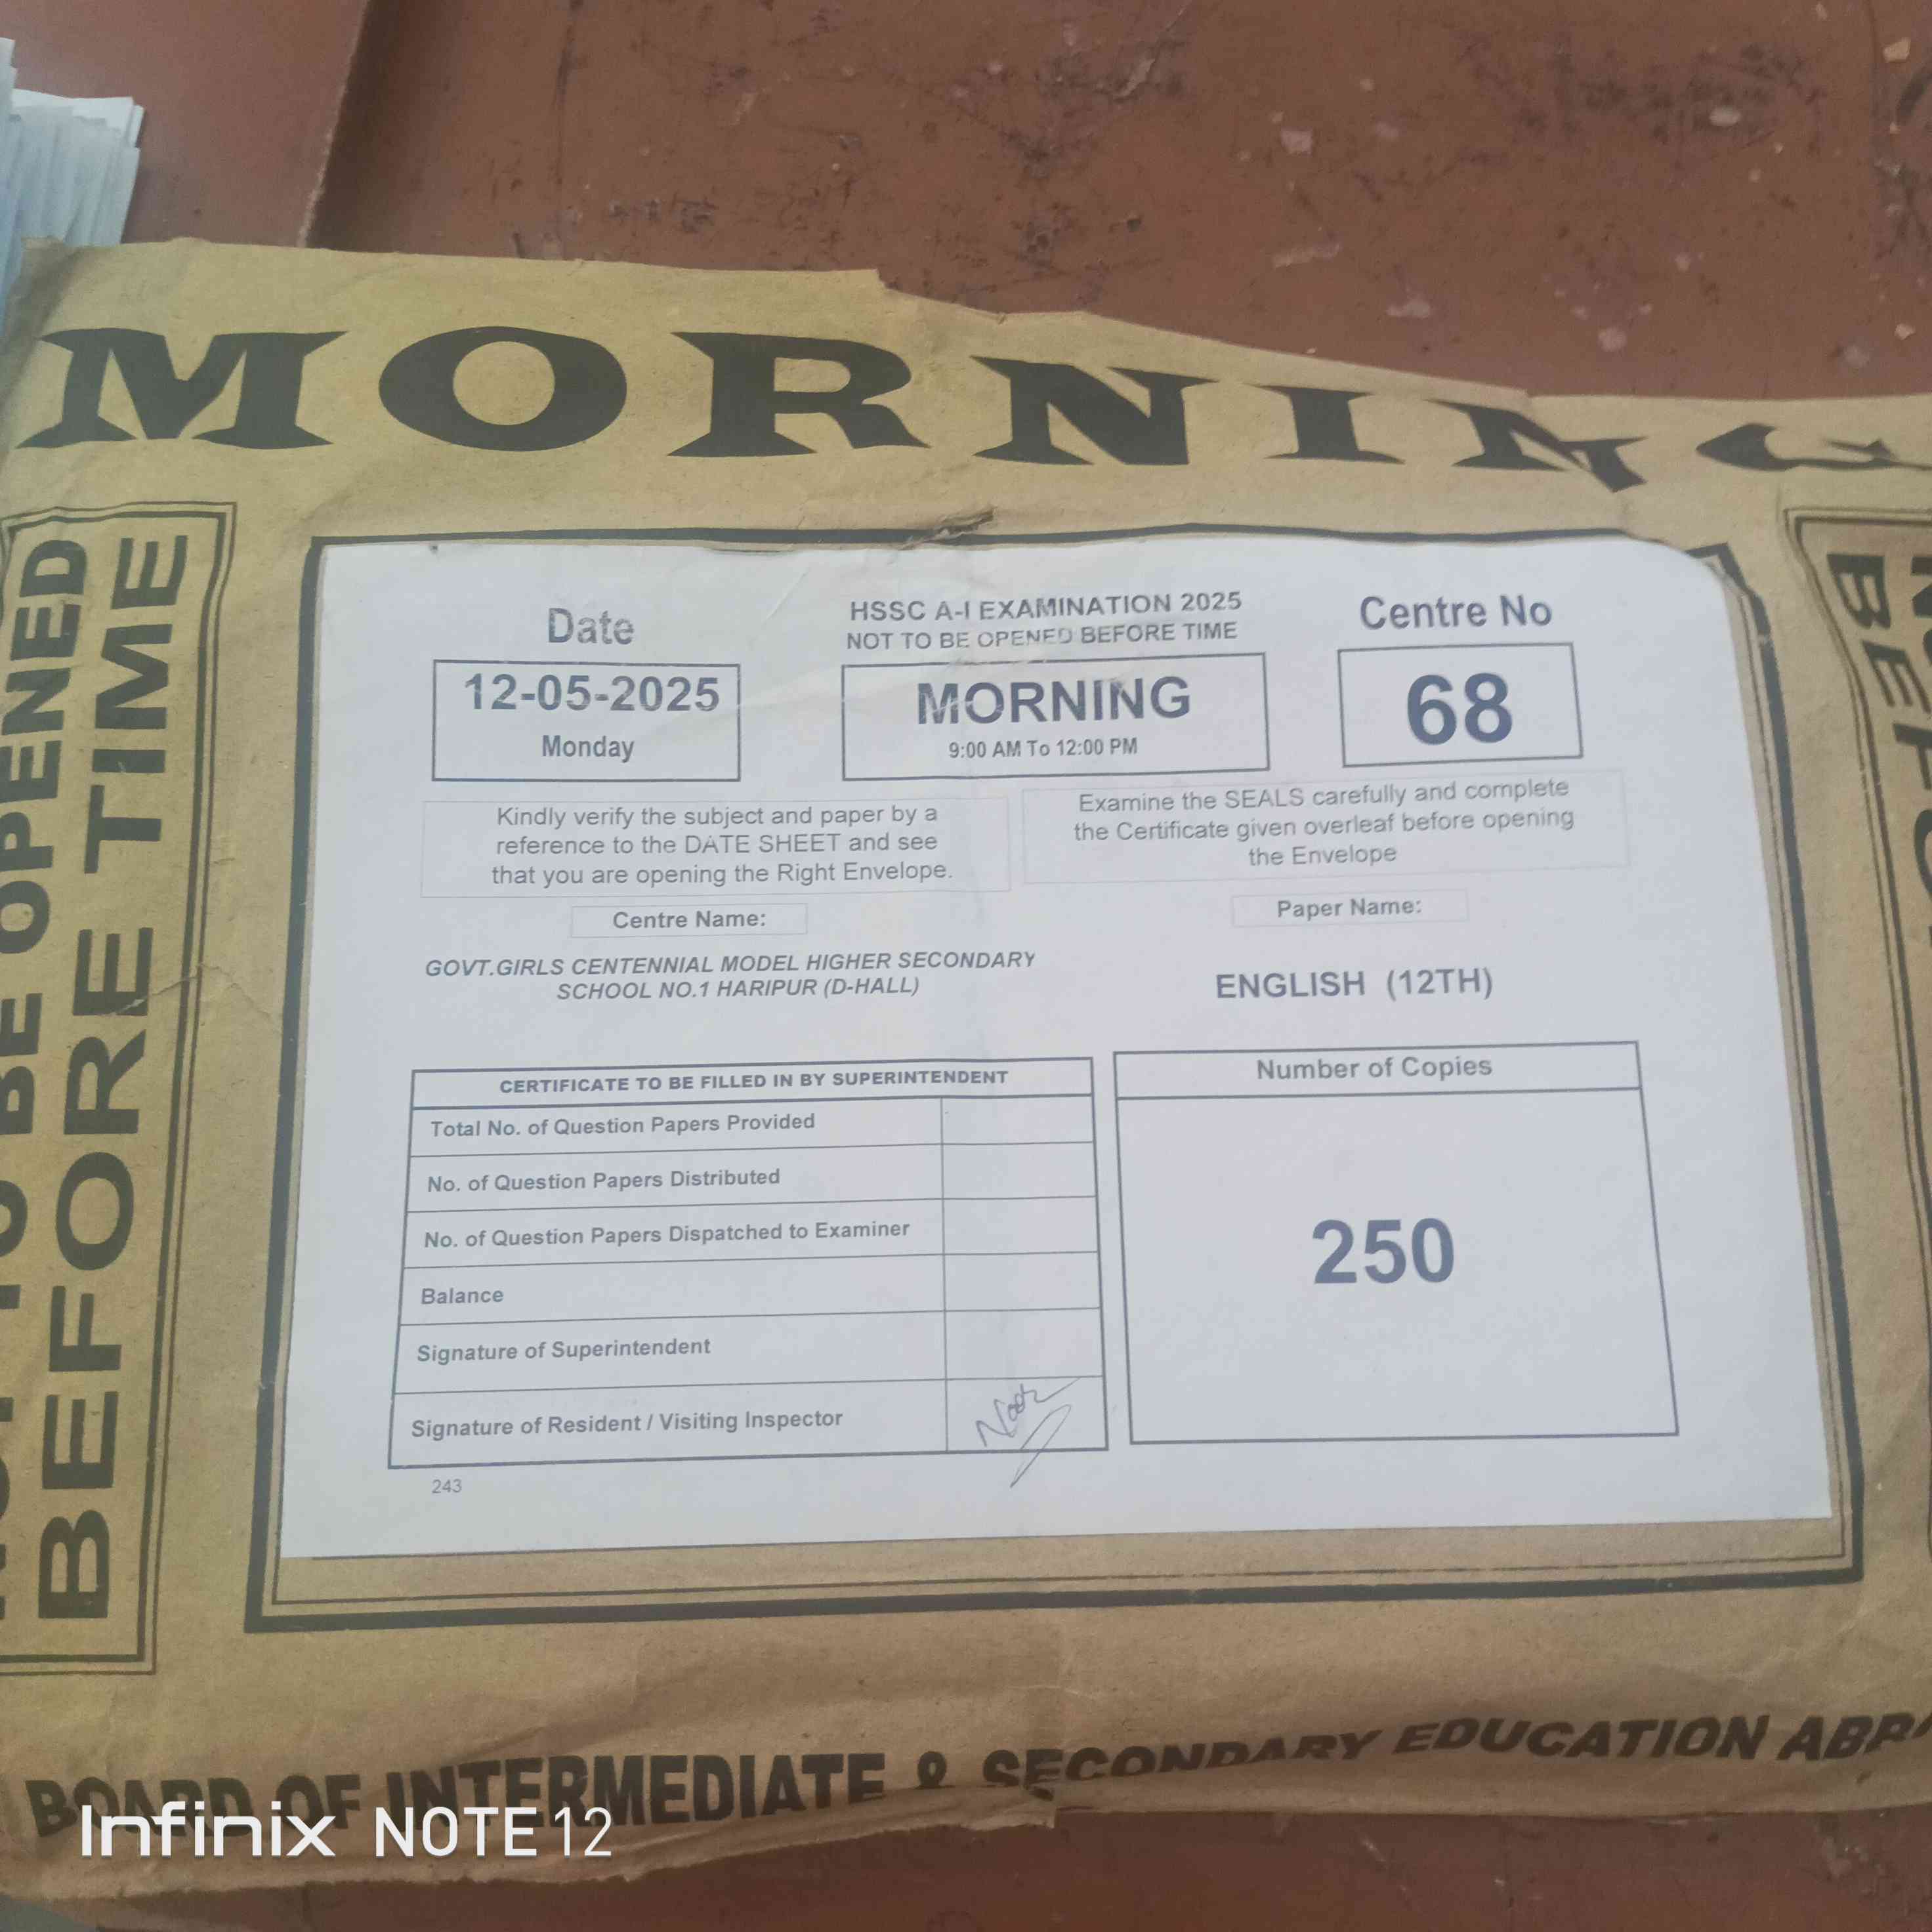 MORNING
NOT TO BE OPENED
BEFORE TIME
Date
12-05-2025
Monday
HSSC A-I EXAMINATION 2025
NOT TO BE OPENED BEFORE TIME
MORNING
9:00 AM To 12:00 PM
Centre No
68
Kindly verify the subject and paper by a
reference to the DATE SHEET and see
that you are opening the Right Envelope.
Examine the SEALS carefully and complete
the Certificate given overleaf before opening
the Envelope
Centre Name:
GOVT.GIRLS CENTENNIAL MODEL HIGHER SECONDARY
SCHOOL NO.1 HARIPUR (D-HALL)
Paper Name:
ENGLISH (12TH)
CERTIFICATE TO BE FILLED IN BY SUPERINTENDENT
Total No. of Question Papers Provided
No. of Question Papers Distributed
No. of Question Papers Dispatched to Examiner
Balance
Signature of Superintendent
Signature of Resident / Visiting Inspector
243
Number of Copies
250
BOARD OF INTERMEDIATE & SECONDARY EDUCATION
Infinix NOTE 12